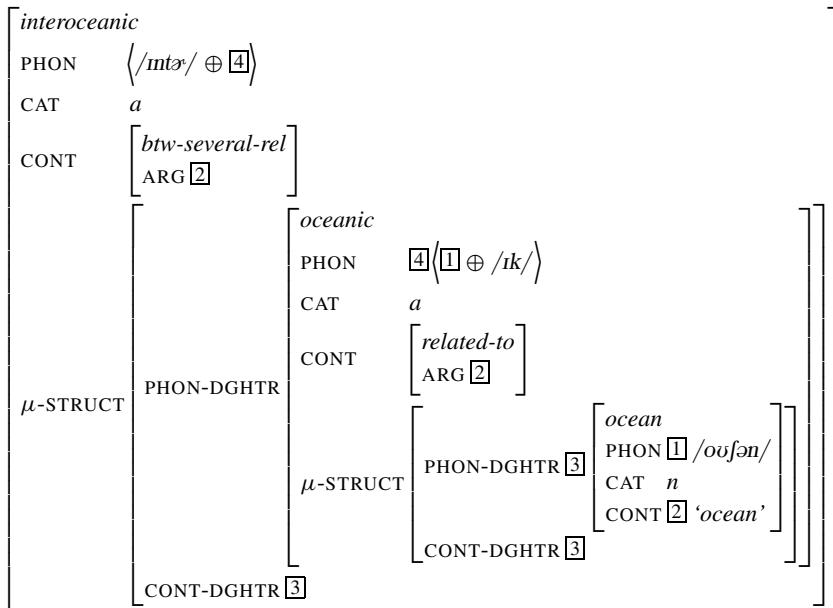 interoceanic
PHON ⟨/ɪntɚ/ ⊕ 4⟩
CAT a
CONT [btw-several-rel
ARG 2]
μ-STRUCT [PHON-DGHTR [oceanic
PHON 4⟨1 ⊕ /ɪk/⟩
CAT a
CONT [related-to
ARG 2]
μ-STRUCT [PHON-DGHTR 3 [ocean
PHON 1 /oʊʃən/
CAT n
CONT 2 ‘ocean’]
CONT-DGHTR 3]]
CONT-DGHTR 3]